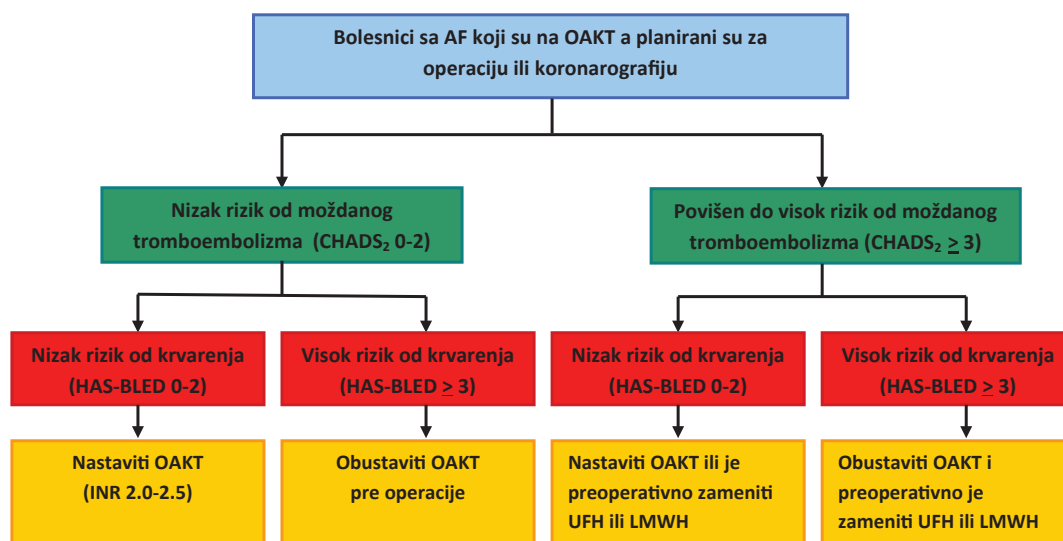 Bolesnici sa AF koji su na OAKT a planirani su za
operaciju ili koronarografiju
Nizak rizik od moždanog
tromboembolizma (CHADS₂ 0-2)
Povišen do visok rizik od moždanog
tromboembolizma (CHADS₂ ≥ 3)
Nizak rizik od krvarenja
(HAS-BLED 0-2)
Visok rizik od krvarenja
(HAS-BLED ≥ 3)
Nizak rizik od krvarenja
(HAS-BLED 0-2)
Visok rizik od krvarenja
(HAS-BLED ≥ 3)
Nastaviti OAKT
(INR 2.0-2.5)
Obustaviti OAKT
pre operacije
Nastaviti OAKT ili je
preoperativno zameniti
UFH ili LMWH
Obustaviti OAKT i
preoperativno je
zameniti UFH ili LMWH